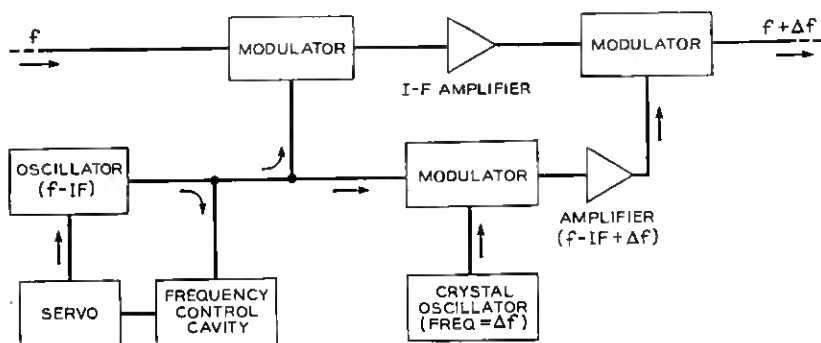 f
MODULATOR
I-F AMPLIFIER
MODULATOR
f+Δf
OSCILLATOR
(f-IF)
MODULATOR
AMPLIFIER
(f-IF+Δf)
SERVO
FREQUENCY
CONTROL
CAVITY
CRYSTAL
OSCILLATOR
(FREQ=Δf)